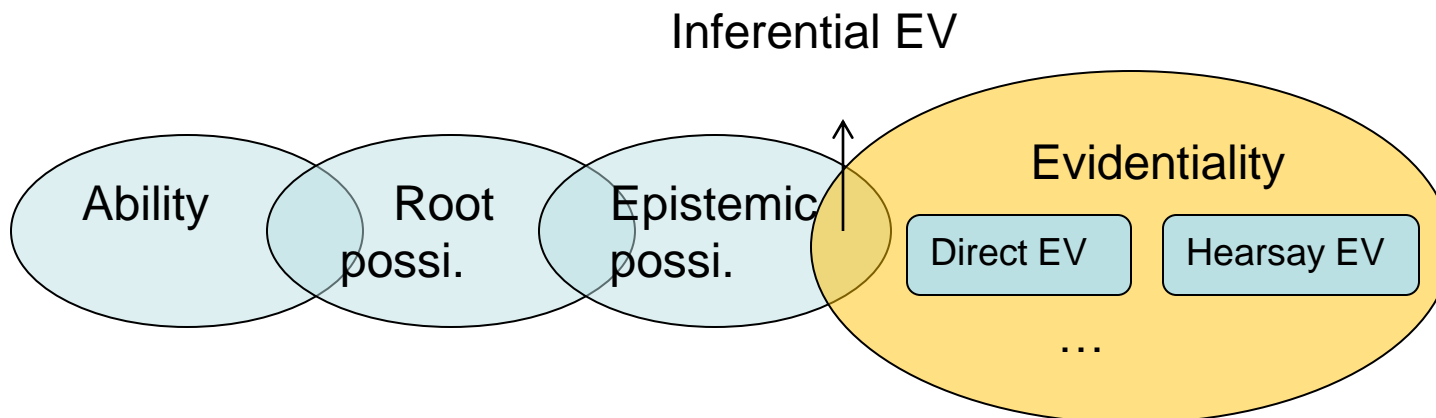 Inferential EV
Ability
Root
possi.
Epistemic
possi.
Evidentiality
Direct EV
Hearsay EV
…